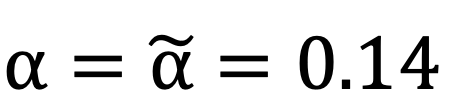 α = α̃ = 0.14